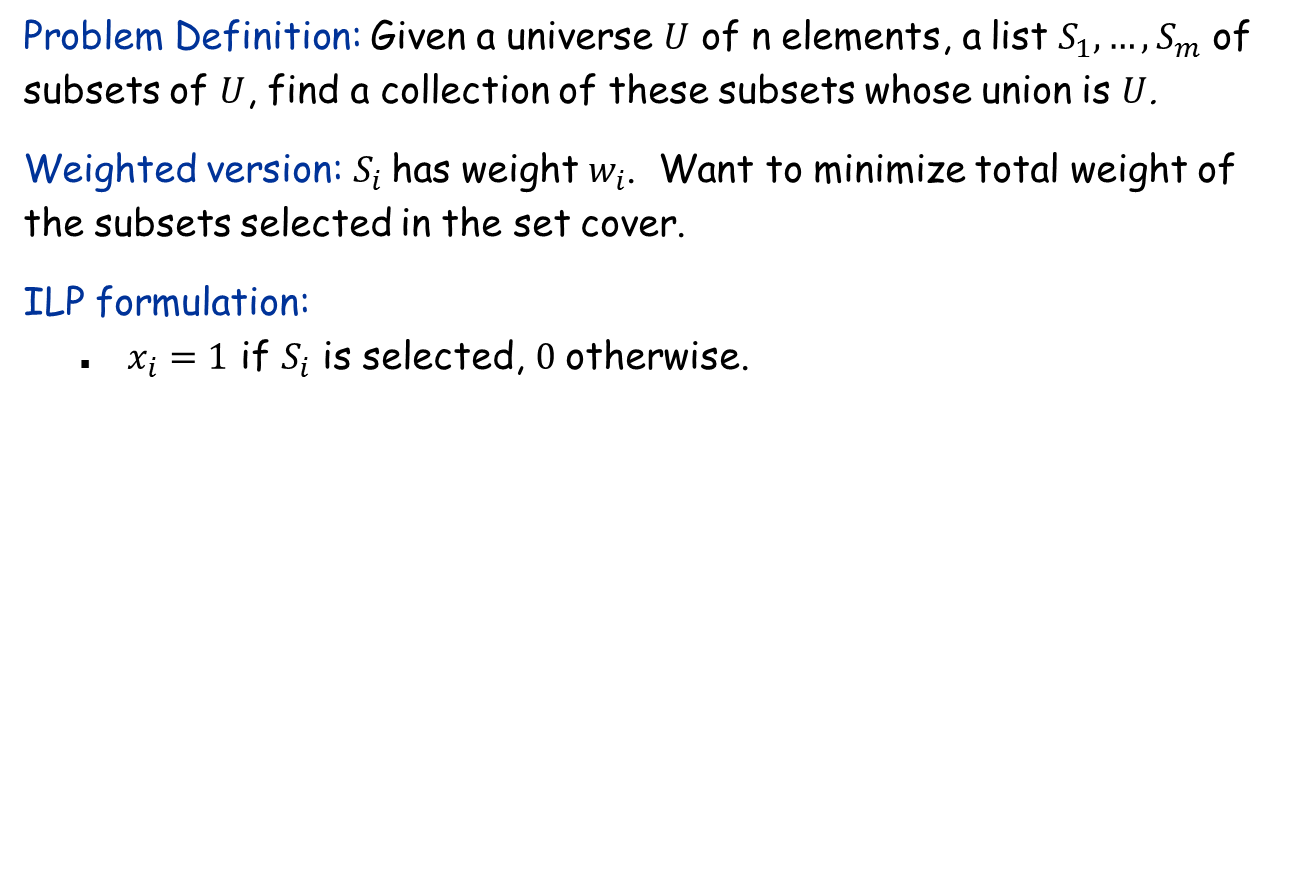 Problem Definition: Given a universe U of n elements, a list S₁, …, Sₘ of
subsets of U, find a collection of these subsets whose union is U.
Weighted version: Sᵢ has weight wᵢ. Want to minimize total weight of
the subsets selected in the set cover.
ILP formulation:
▪ xᵢ = 1 if Sᵢ is selected, 0 otherwise.